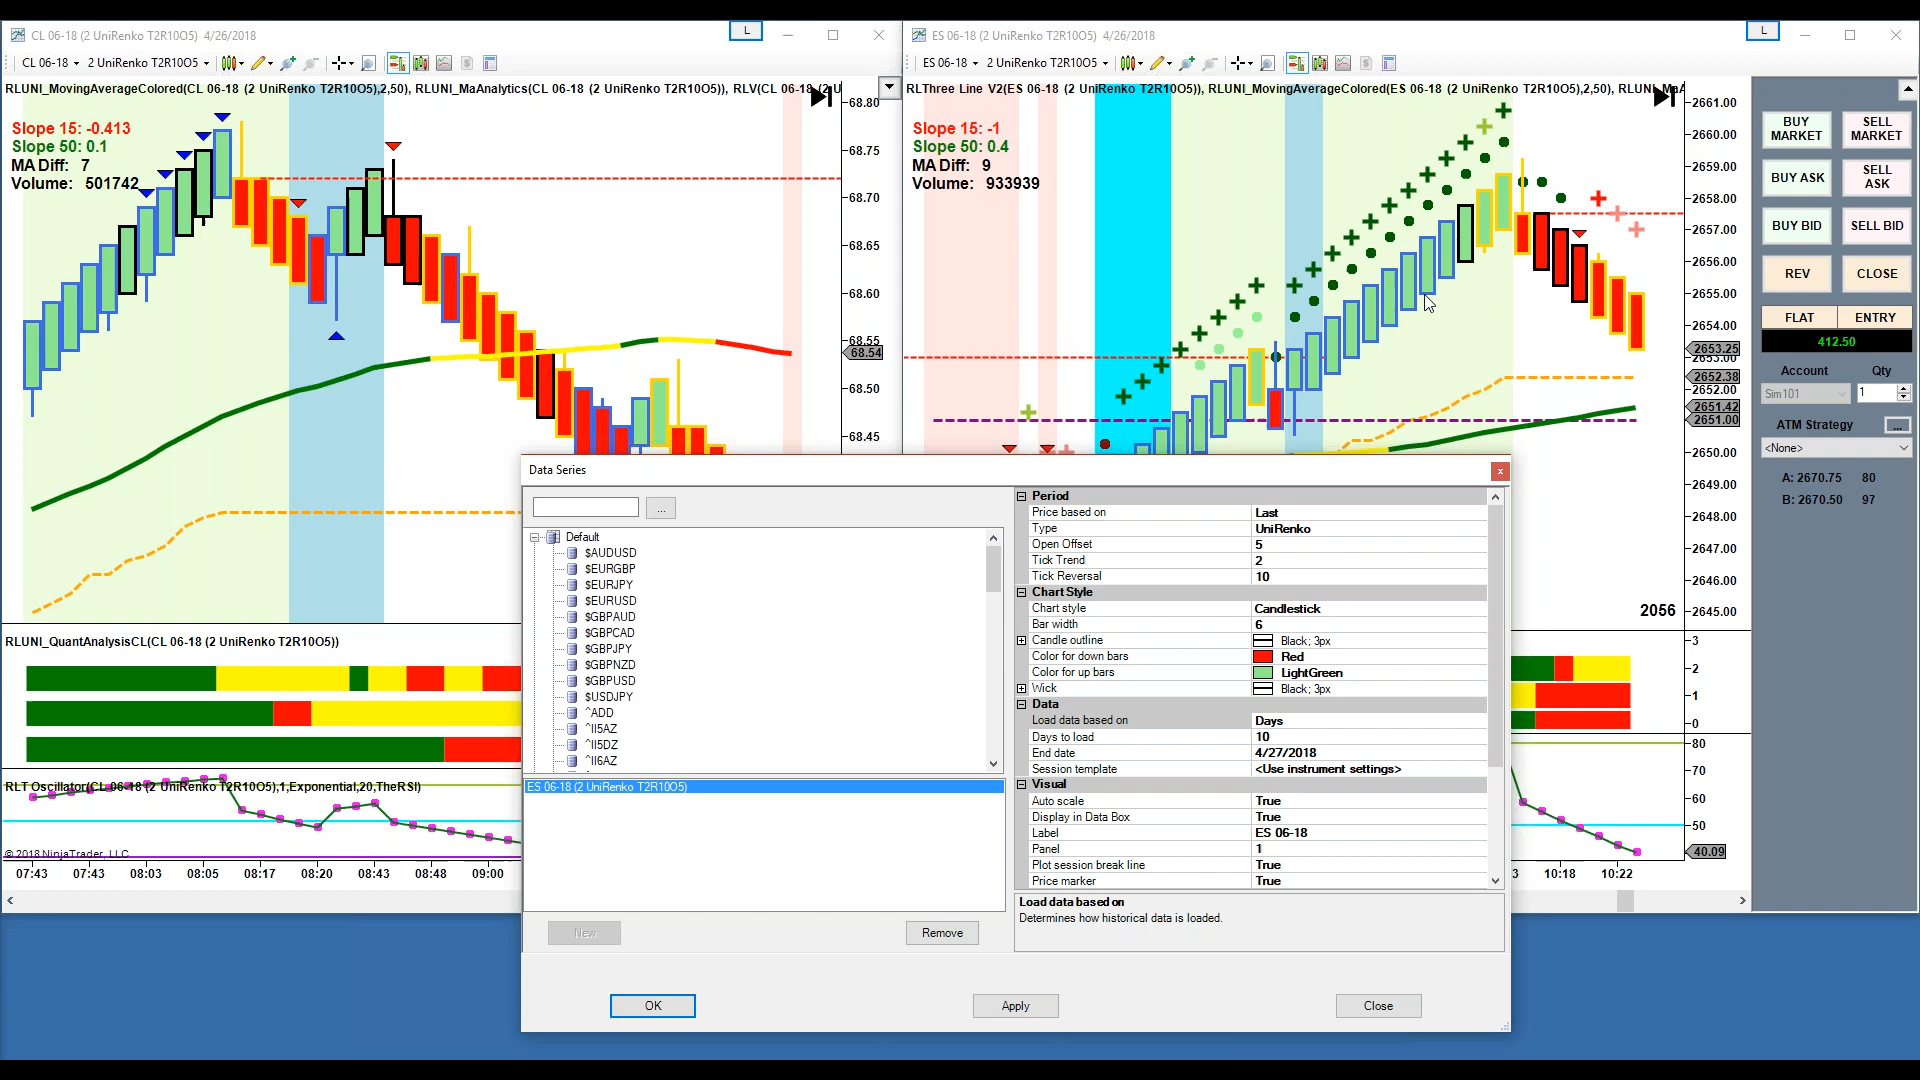 CL 06-18 (2 UniRenko T2R10O5)  4/26/2018
L
CL 06-18
2 UniRenko T2R10O5
RLUNI_MovingAverageColored(CL 06-18 (2 UniRenko T2R10O5),2,50), RLUNI_MaAnalytics(CL 06-18 (2 UniRenko T2R10O5)), RLV(CL 06-18 (2 U
Slope 15: -0.413
Slope 50: 0.1
MA Diff:  7
Volume:  501742
68.80
68.75
68.70
68.65
68.60
68.55
68.54
68.50
68.45
RLUNI_QuantAnalysisCL(CL 06-18 (2 UniRenko T2R10O5))
RLT Oscillator(CL 06-18 (2 UniRenko T2R10O5),1,Exponential,20,TheRSI)
© 2018 NinjaTrader, LLC
07:43 07:43 08:03 08:05 08:17 08:20 08:43 08:48 09:00
ES 06-18 (2 UniRenko T2R10O5)  4/26/2018
L
ES 06-18
2 UniRenko T2R10O5
RLThree Line V2(ES 06-18 (2 UniRenko T2R10O5)), RLUNI_MovingAverageColored(ES 06-18 (2 UniRenko T2R10O5),2,50), RLUNI_MaA
Slope 15: -1
Slope 50: 0.4
MA Diff:  9
Volume:  933939
2661.00
2660.00
2659.00
2658.00
2657.00
2656.00
2655.00
2654.00
2653.25
2653.00
2652.38
2652.00
2651.42
2651.00
2650.00
2649.00
2648.00
2647.00
2646.00
2645.00
2056
3
2
1
0
80
70
60
50
40.09
3 10:18 10:22
BUY MARKET
SELL MARKET
BUY ASK
SELL ASK
BUY BID
SELL BID
REV
CLOSE
FLAT
ENTRY
412.50
Account
Qty
Sim101
1
ATM Strategy
...
<None>
A: 2670.75 80
B: 2670.50 97
Data Series
x
...
Default
$AUDUSD
$EURGBP
$EURJPY
$EURUSD
$GBPAUD
$GBPCAD
$GBPJPY
$GBPNZD
$GBPUSD
$USDJPY
^ADD
^II5AZ
^II5DZ
^II6AZ
ES 06-18 (2 UniRenko T2R10O5)
New
Remove
Period
Price based on Last
Type UniRenko
Open Offset 5
Tick Trend 2
Tick Reversal 10
Chart Style
Chart style Candlestick
Bar width 6
Candle outline Black; 3px
Color for down bars Red
Color for up bars LightGreen
Wick Black; 3px
Data
Load data based on Days
Days to load 10
End date 4/27/2018
Session template <Use instrument settings>
Visual
Auto scale True
Display in Data Box True
Label ES 06-18
Panel 1
Plot session break line True
Price marker True
Load data based on
Determines how historical data is loaded.
OK
Apply
Close